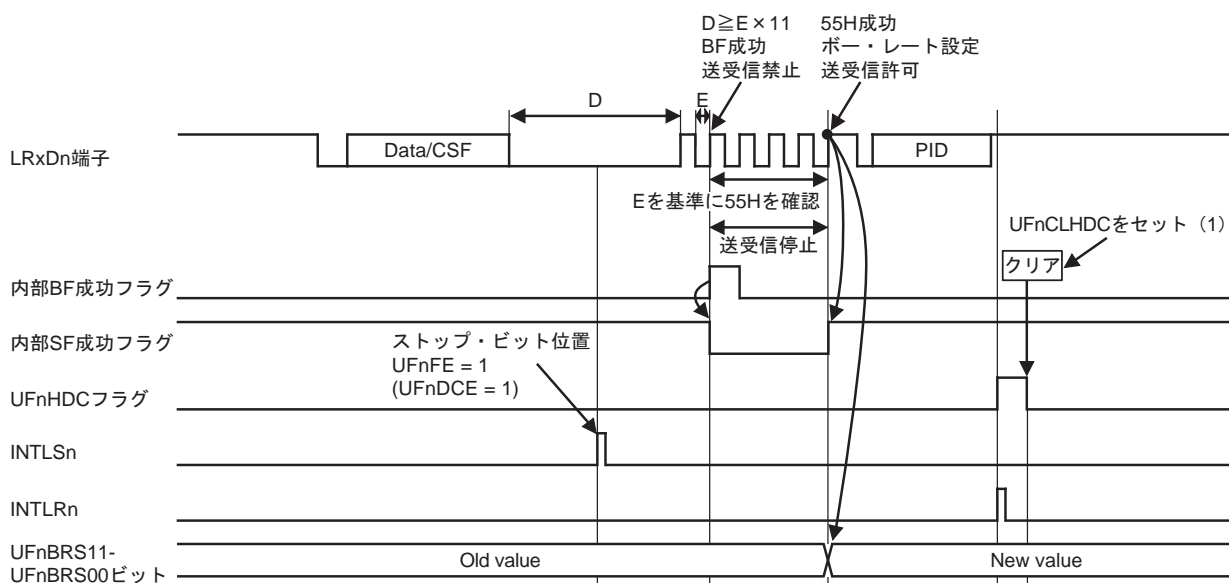 D≧E×11
BF成功
送受信禁止
55H成功
ボー・レート設定
送受信許可
D
E
LRxDn端子
Data/CSF
PID
Eを基準に55Hを確認
送受信停止
UFnCLHDCをセット（1）
クリア
内部BF成功フラグ
内部SF成功フラグ
ストップ・ビット位置
UFnFE = 1
(UFnDCE = 1)
UFnHDCフラグ
INTLSn
INTLRn
UFnBRS11-
UFnBRS00ビット
Old value
New value